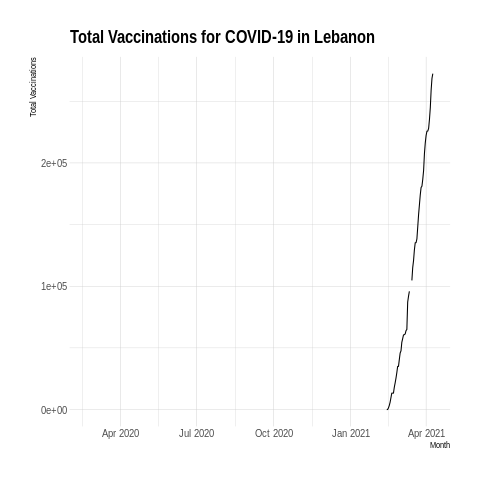 Total Vaccinations for COVID-19 in Lebanon
Total Vaccinations
2e+05
1e+05
0e+00
Apr 2020 Jul 2020 Oct 2020 Jan 2021 Apr 2021
Month